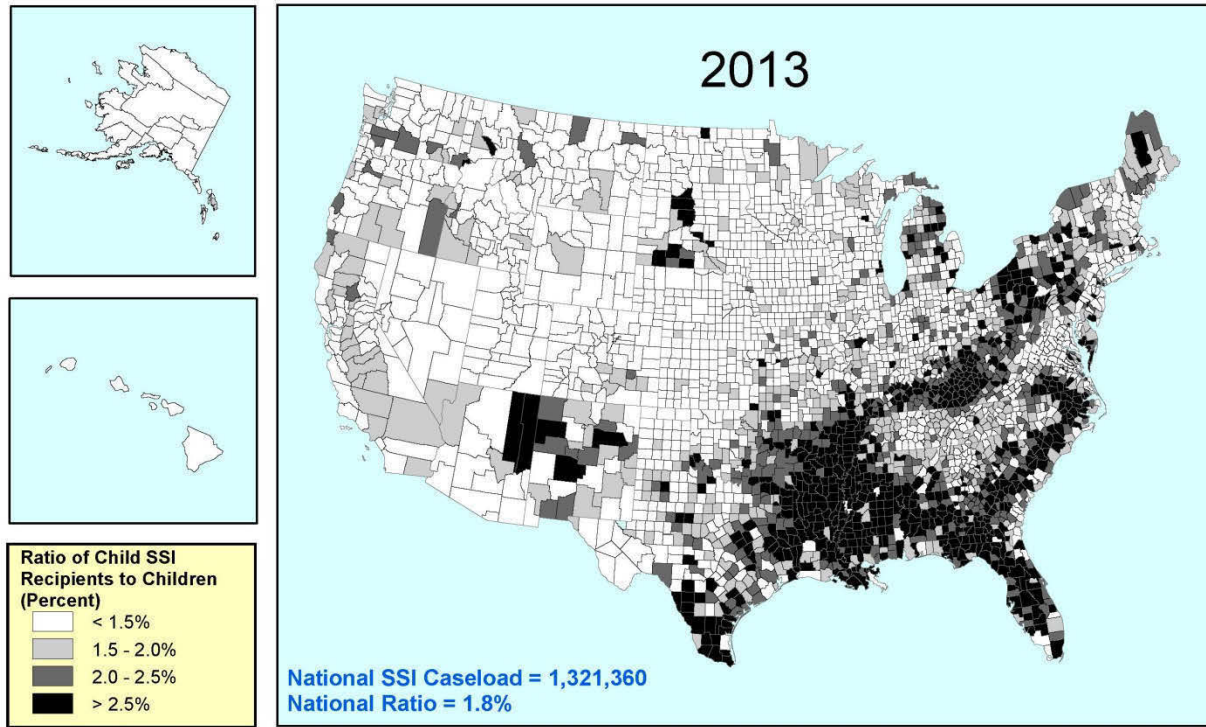 2013
Ratio of Child SSI
Recipients to Children
(Percent)
< 1.5%
1.5 - 2.0%
2.0 - 2.5%
> 2.5%
National SSI Caseload = 1,321,360
National Ratio = 1.8%